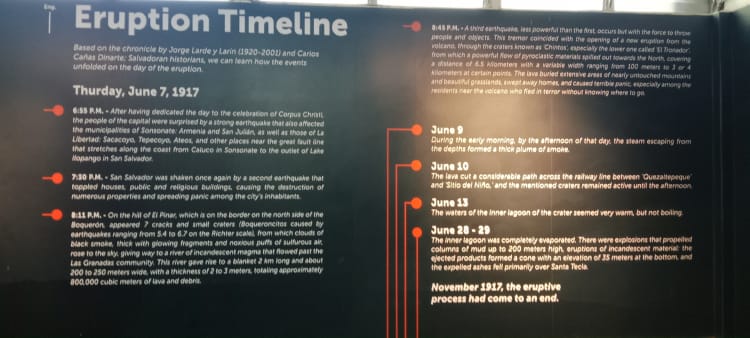 Eng.
Eruption Timeline
Based on the chronicle by Jorge Larde y Larin (1920-2001) and Carlos
Cañas Dinarte; Salvadoran historians, we can learn how the events
unfolded on the day of the eruption.
Thursday, June 7, 1917
6:55 P.M. - After having dedicated the day to the celebration of Corpus Christi,
the people of the capital were surprised by a strong earthquake that also affected
the municipalities of Sonsonate: Armenia and San Julián, as well as those of La
Libertad: Sacacoyo, Tepecoyo, Ateos, and other places near the great fault line
that stretches along the coast from Caluco in Sonsonate to the outlet of Lake
Ilopango in San Salvador.
7:30 P.M. - San Salvador was shaken once again by a second earthquake that
toppled houses, public and religious buildings, causing the destruction of
numerous properties and spreading panic among the city's inhabitants.
8:11 P.M. - On the hill of El Pinar, which is on the border on the north side of the
Boquerón, appeared 7 cracks and small craters (Boqueroncitos caused by
earthquakes ranging from 5.4 to 6.7 on the Richter scale), from which clouds of
black smoke, thick with glowing fragments and noxious puffs of sulfurous air,
rose to the sky, giving way to a river of incandescent magma that flowed past the
Las Granadas community. This river gave rise to a blanket 2 km long and about
200 to 250 meters wide, with a thickness of 2 to 3 meters, totaling approximately
800,000 cubic meters of lava and debris.
8:45 P.M. - A third earthquake, less powerful than the first, occurs but with the force to throw
people and objects. This tremor coincided with the opening of a new eruption from the
volcano, through the craters known as 'Chintos', especially the lower one called 'El Tronador',
from which a powerful flow of pyroclastic materials spilled out towards the North, covering
a distance of 6.5 kilometers with a variable width ranging from 100 meters to 3 or 4
kilometers at certain points. The lava buried extensive areas of nearly untouched mountains
and beautiful grasslands, swept away homes, and caused terrible panic, especially among the
residents near the volcano who fled in terror without knowing where to go.
June 9
During the early morning, by the afternoon of that day, the steam escaping from
the depths formed a thick plume of smoke.
June 10
The lava cut a considerable path across the railway line between 'Quezaltepeque'
and 'Sitio del Niño,' and the mentioned craters remained active until the afternoon.
June 13
The waters of the inner lagoon of the crater seemed very warm, but not boiling.
June 28 - 29
The inner lagoon was completely evaporated. There were explosions that propelled
columns of mud up to 200 meters high, eruptions of incandescent material; the
ejected products formed a cone with an elevation of 35 meters at the bottom, and
the expelled ashes fell primarily over Santa Tecla.
November 1917, the eruptive
process had come to an end.